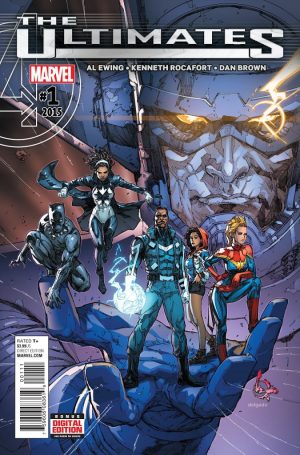 THE
ULTIMATES
AL EWING • KENNETH ROCAFORT • DAN BROWN
MARVEL
#1
2015
RATED T+
$3.99 US
DIRECT EDITION
MARVEL.COM
00111
BONUS
DIGITAL
EDITION